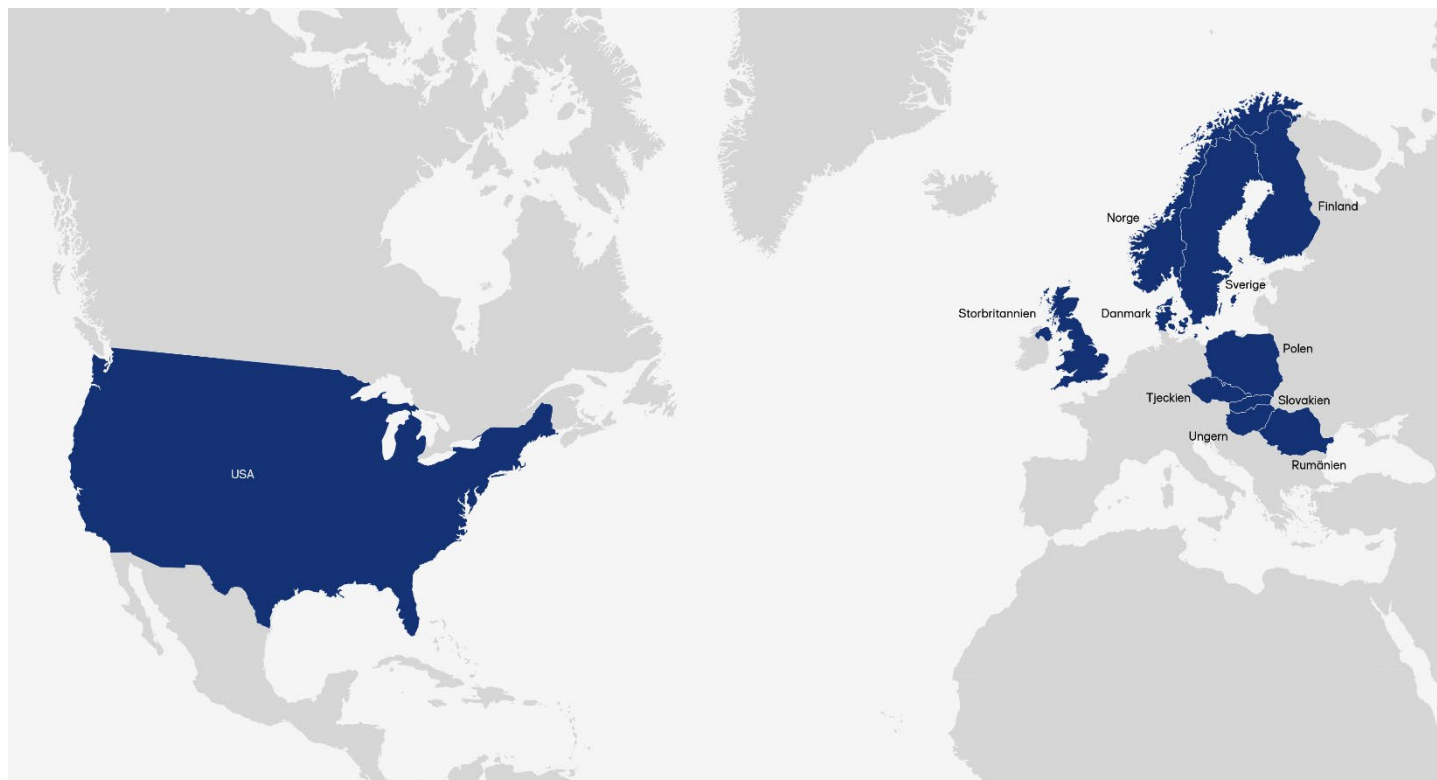 Norge
Finland
Sverige
Storbritannien
Danmark
Polen
Tjeckien
Slovakien
Ungern
Rumänien
USA